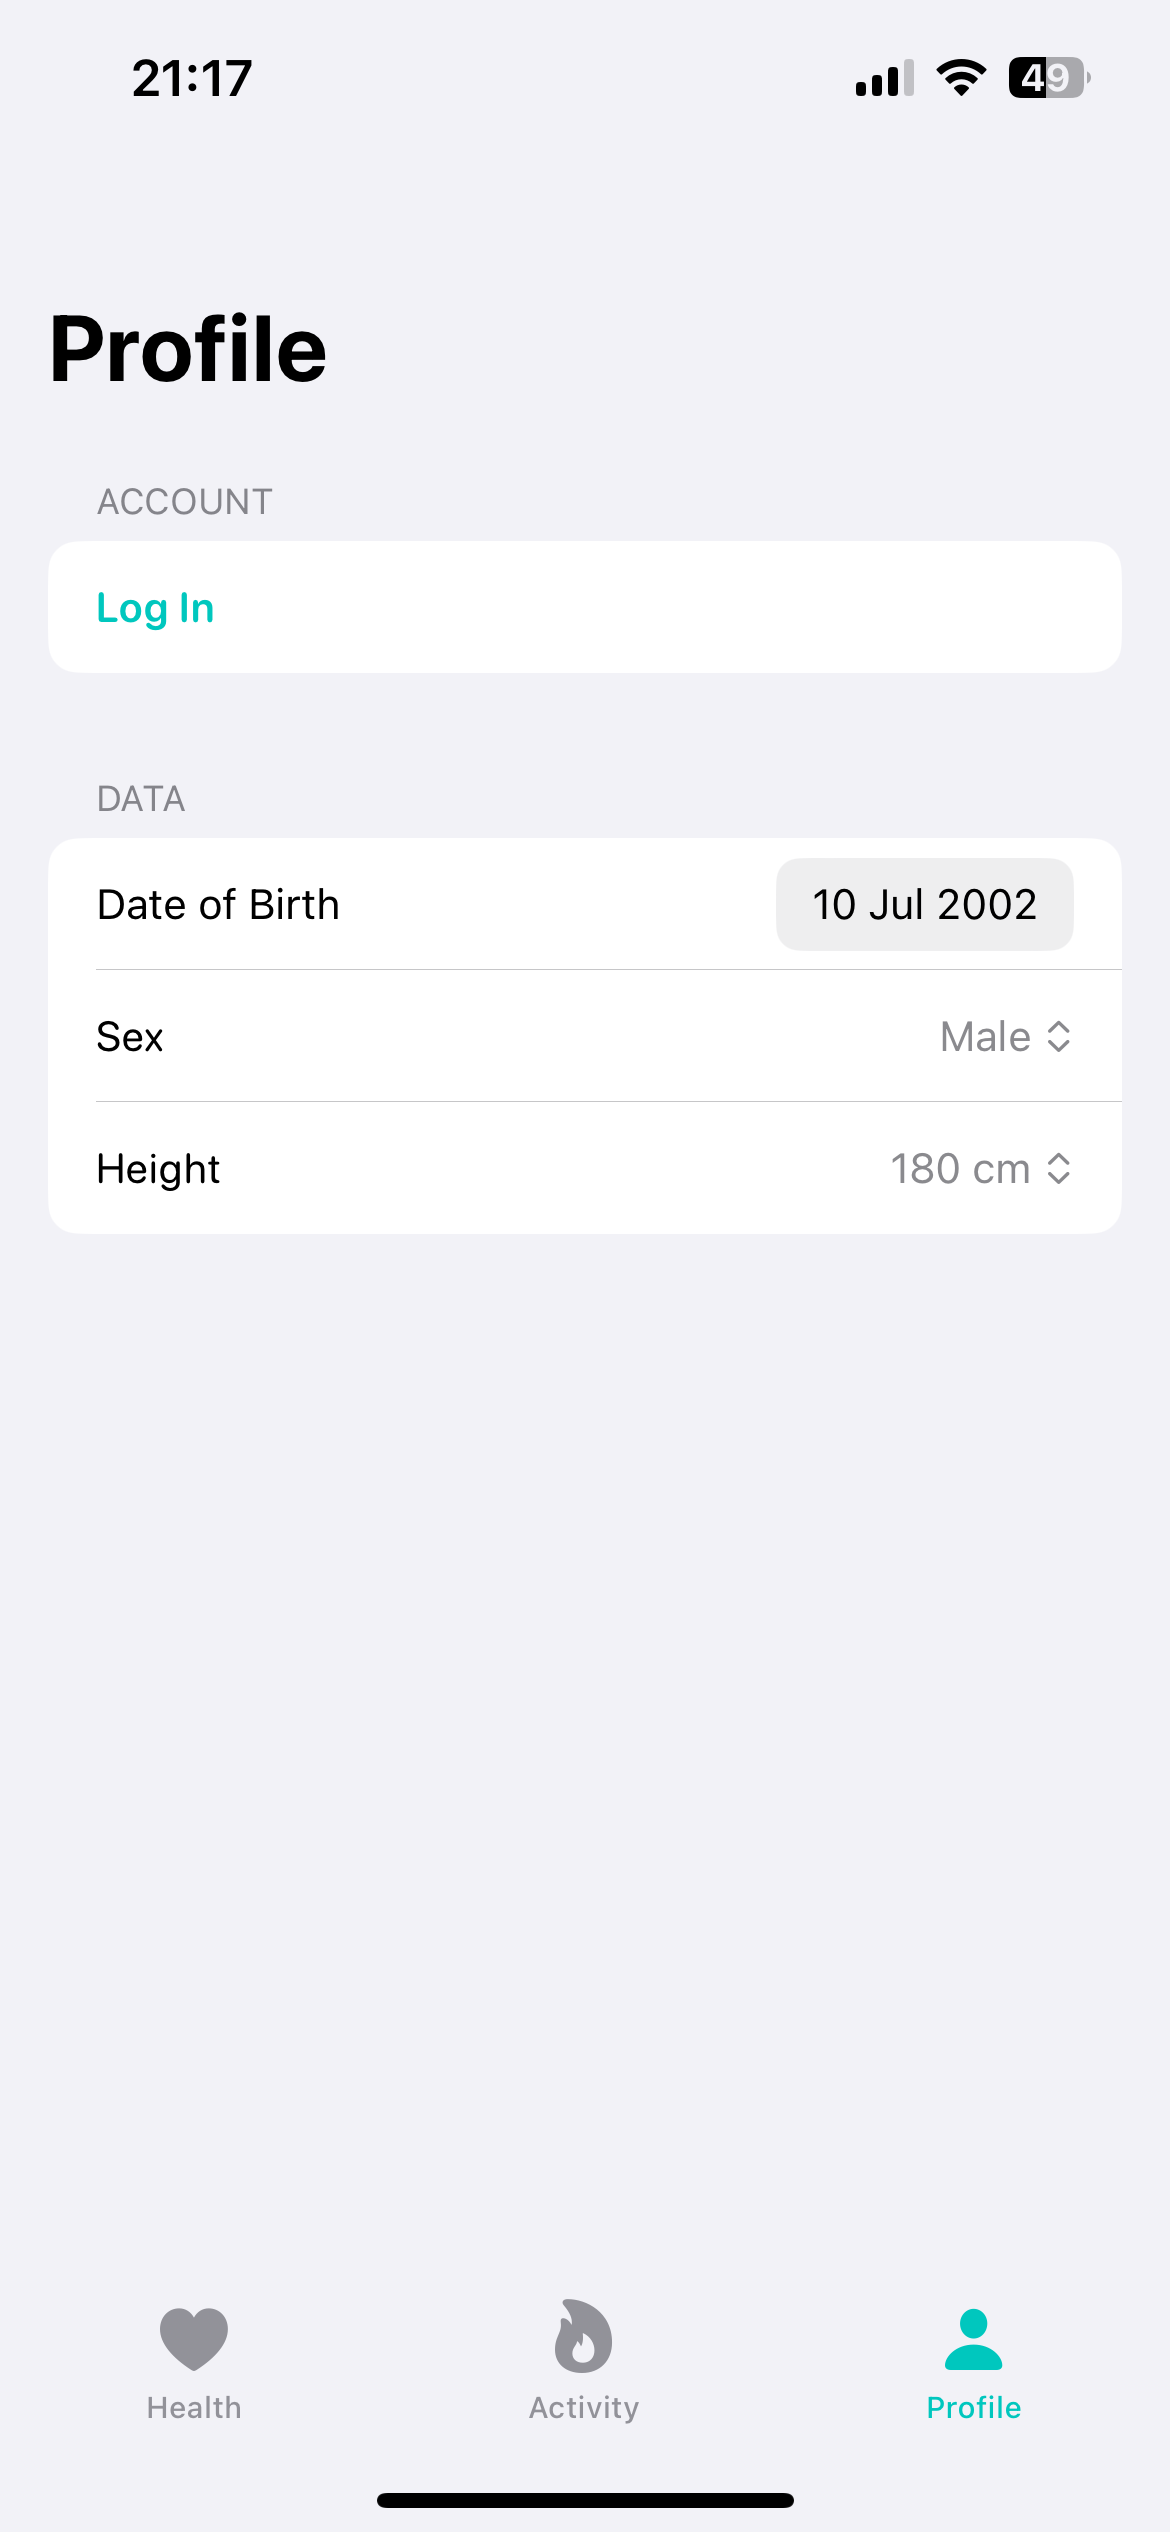 21:17
49
Profile
ACCOUNT
Log In
DATA
Date of Birth 10 Jul 2002
Sex Male
Height 180 cm
Health Activity Profile